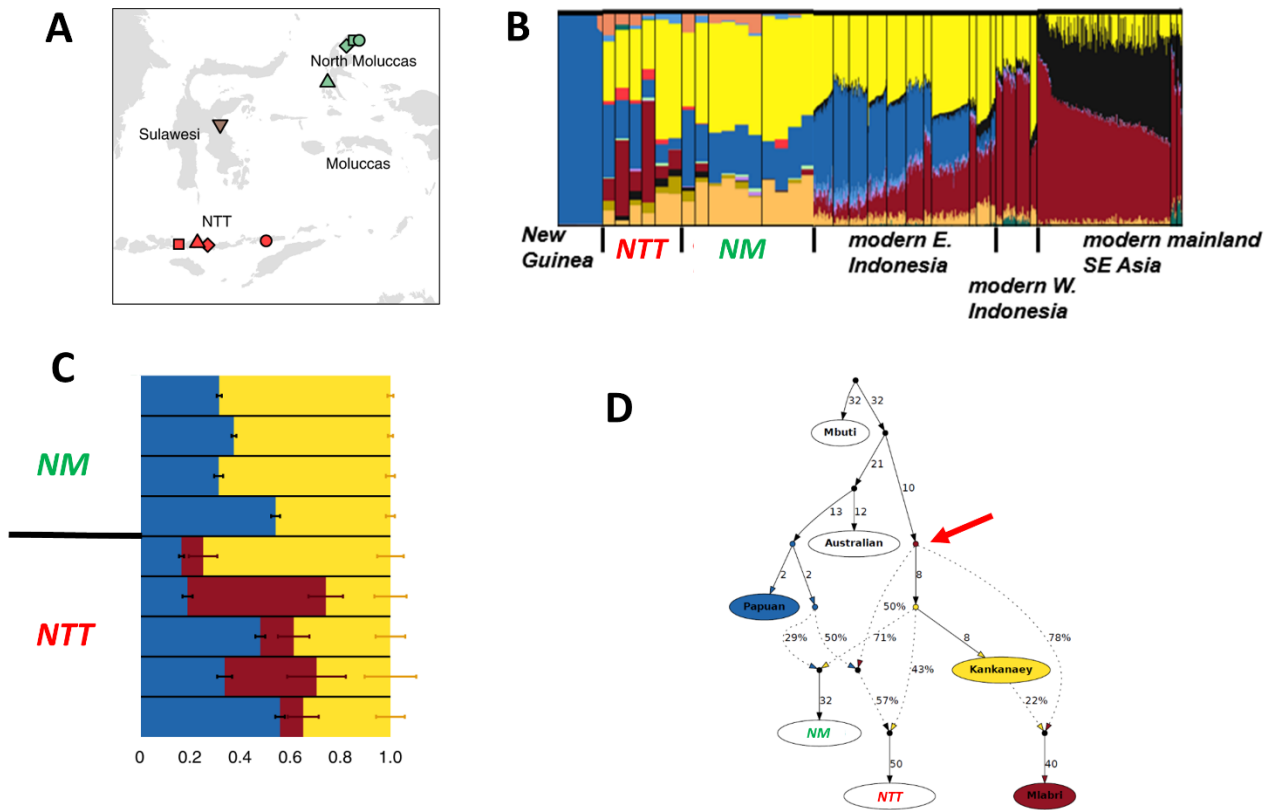 A
North Moluccas
Sulawesi
Moluccas
NTT
B
New
Guinea
NTT
NM
modern E.
Indonesia
modern W.
Indonesia
modern mainland
SE Asia
C
NM
NTT
0 0.2 0.4 0.6 0.8 1.0
D
32 32
Mbuti
21
10
13 12
Australian
8
2 2
Papuan
50%
29% 50% 71% 8 78%
Kankanaey
43%
32 57% 22%
NM
50 40
NTT
Mlabri